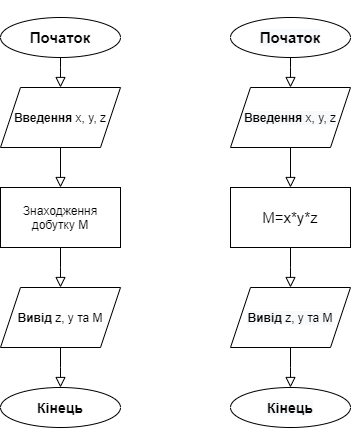 Початок
Введення x, y, z
Знаходження
добутку M
Вивід z, y та M
Кінець
Початок
Введення x, y, z
M=x*y*z
Вивід z, y та M
Кінець